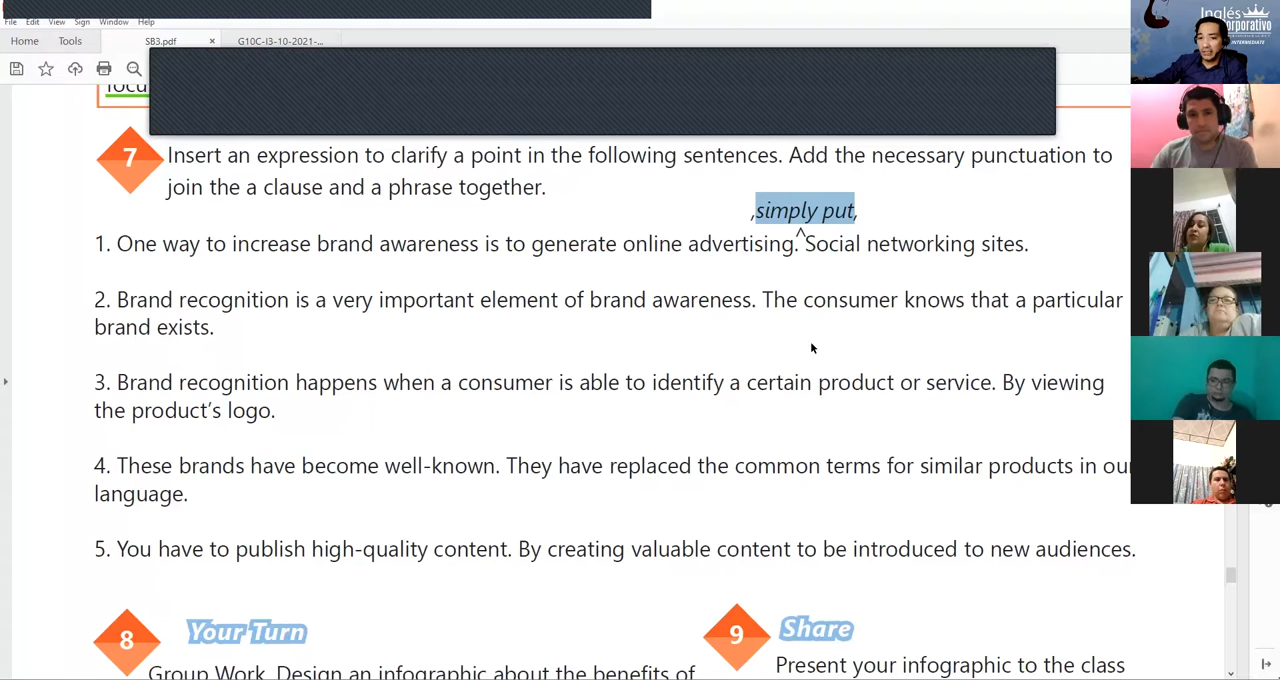 File Edit View Sign Window Help
Home Tools SB3.pdf × G10C-I3-10-2021-...
7 Insert an expression to clarify a point in the following sentences. Add the necessary punctuation to
join the a clause and a phrase together.
,simply put,
1. One way to increase brand awareness is to generate online advertising.^Social networking sites.
2. Brand recognition is a very important element of brand awareness. The consumer knows that a particular
brand exists.
3. Brand recognition happens when a consumer is able to identify a certain product or service. By viewing
the product's logo.
4. These brands have become well-known. They have replaced the common terms for similar products in our
language.
5. You have to publish high-quality content. By creating valuable content to be introduced to new audiences.
8 Your Turn
Group Work. Design an infographic about the benefits of
9 Share
Present your infographic to the class
Inglés
orporativo
INTERMEDIATE